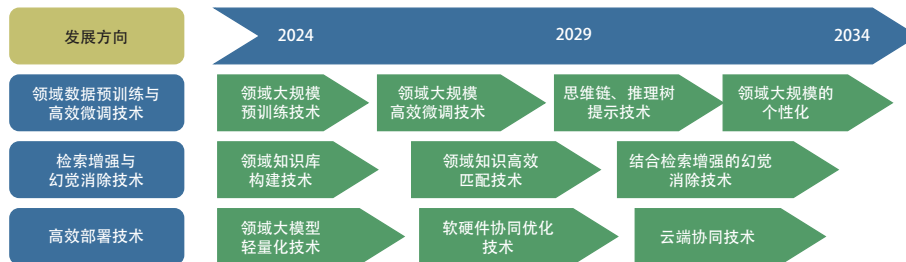 发展方向
2024
2029
2034
领域数据预训练与
高效微调技术
领域大规模
预训练技术
领域大规模
高效微调技术
思维链、推理树
提示技术
领域大规模的
个性化
检索增强与
幻觉消除技术
领域知识库
构建技术
领域知识高效
匹配技术
结合检索增强的幻觉
消除技术
高效部署技术
领域大模型
轻量化技术
软硬件协同优化
技术
云端协同技术